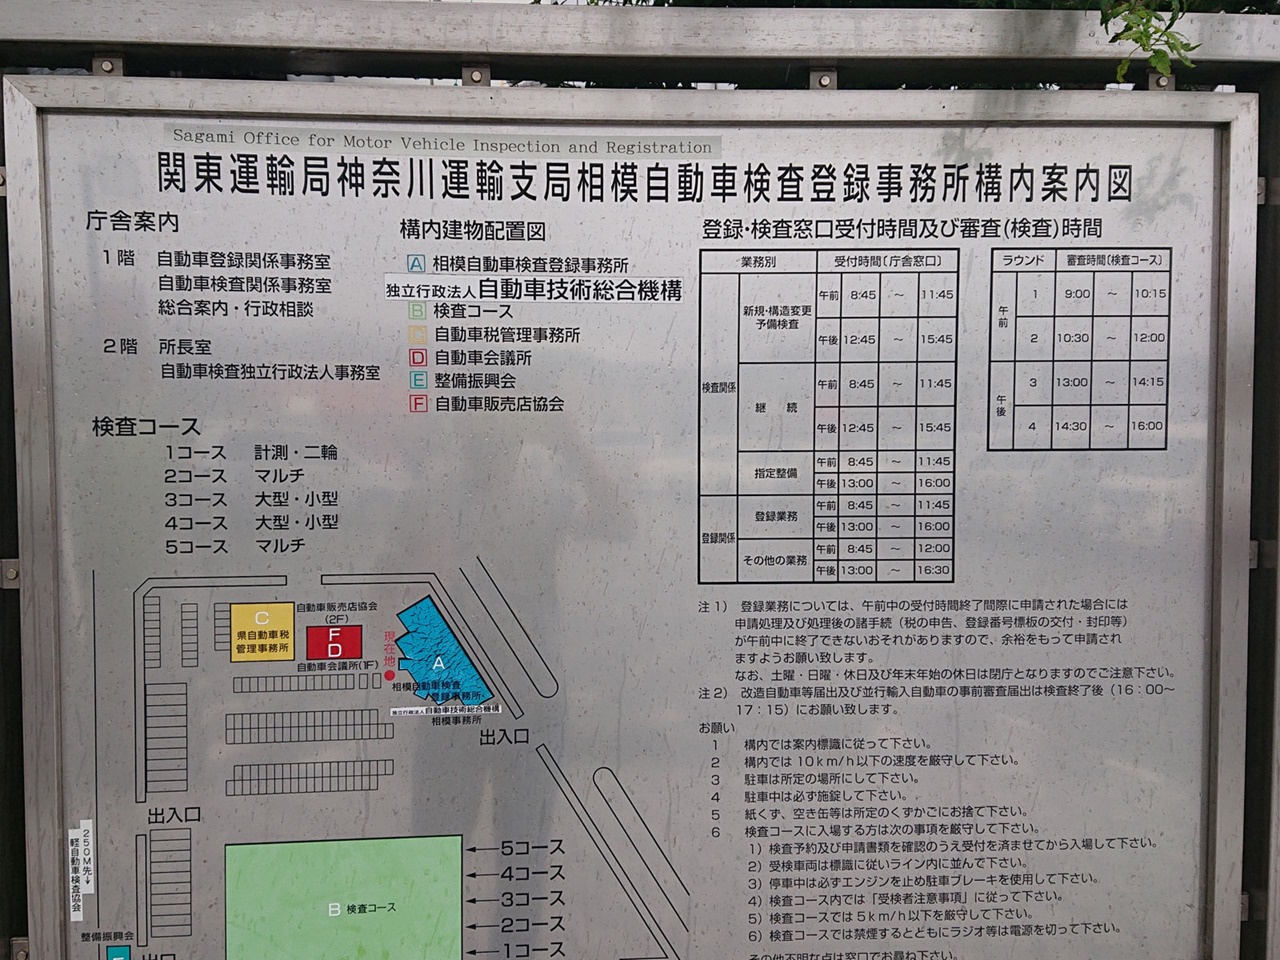 Sagami Office for Motor Vehicle Inspection and Registration
関東運輸局神奈川運輸支局相模自動車検査登録事務所構内案内図
庁舎案内
1階 自動車登録関係事務室
自動車検査関係事務室
総合案内・行政相談
2階 所長室
自動車検査独立行政法人事務室
検査コース
1コース 計測・二輪
2コース マルチ
3コース 大型・小型
4コース 大型・小型
5コース マルチ
構内建物配置図
A 相模自動車検査登録事務所
独立行政法人自動車技術総合機構
B 検査コース
C 自動車税管理事務所
D 自動車会議所
E 整備振興会
F 自動車販売店協会
登録・検査窓口受付時間及び審査(検査)時間
業務別 受付時間〔庁舎窓口〕
検査関係 新規・構造変更 予備検査 午前 8:45 ～ 11:45
午後 12:45 ～ 15:45
継続 午前 8:45 ～ 11:45
午後 12:45 ～ 15:45
指定整備 午前 8:45 ～ 11:45
午後 13:00 ～ 16:00
登録関係 登録業務 午前 8:45 ～ 11:45
午後 13:00 ～ 16:00
その他の業務 午前 8:45 ～ 12:00
午後 13:00 ～ 16:30
ラウンド 審査時間〔検査コース〕
午前 1 9:00 ～ 10:15
2 10:30 ～ 12:00
午後 3 13:00 ～ 14:15
4 14:30 ～ 16:00
注1） 登録業務については、午前中の受付時間終了間際に申請された場合には
申請処理及び処理後の諸手続（税の申告、登録番号標板の交付・封印等）
が午前中に終了できないおそれがありますので、余裕をもって申請され
ますようお願い致します。
なお、土曜・日曜・休日及び年末年始の休日は閉庁となりますのでご注意下さい。
注2） 改造自動車等届出及び並行輸入自動車の事前審査届出は検査終了後（16：00～
17：15）にお願い致します。
お願い
1 構内では案内標識に従って下さい。
2 構内では10km/h以下の速度を厳守して下さい。
3 駐車は所定の場所にして下さい。
4 駐車中は必ず施錠して下さい。
5 紙くず、空き缶等は所定のくずかごにお捨て下さい。
6 検査コースに入場する方は次の事項を厳守して下さい。
1）検査予約及び申請書類を確認のうえ受付を済ませてから入場して下さい。
2）受検車両は標識に従いライン内に並んで下さい。
3）停車中は必ずエンジンを止め駐車ブレーキを使用して下さい。
4）検査コース内では「受検者注意事項」に従って下さい。
5）検査コースでは5km/h以下を厳守して下さい。
6）検査コースでは禁煙するとともにラジオ等は電源を切って下さい。
その他不明な点は窓口でお尋ね下さい。
C
県自動車税
管理事務所
自動車販売店協会
(2F)
F
D
自動車会議所(1F)
現在地
A
相模自動車検査
登録事務所
独立行政法人自動車技術総合機構
相模事務所
出入口
出入口
250M先↓
軽自動車検査協会
整備振興会
E
出口
B 検査コース
5コース
4コース
3コース
2コース
1コース